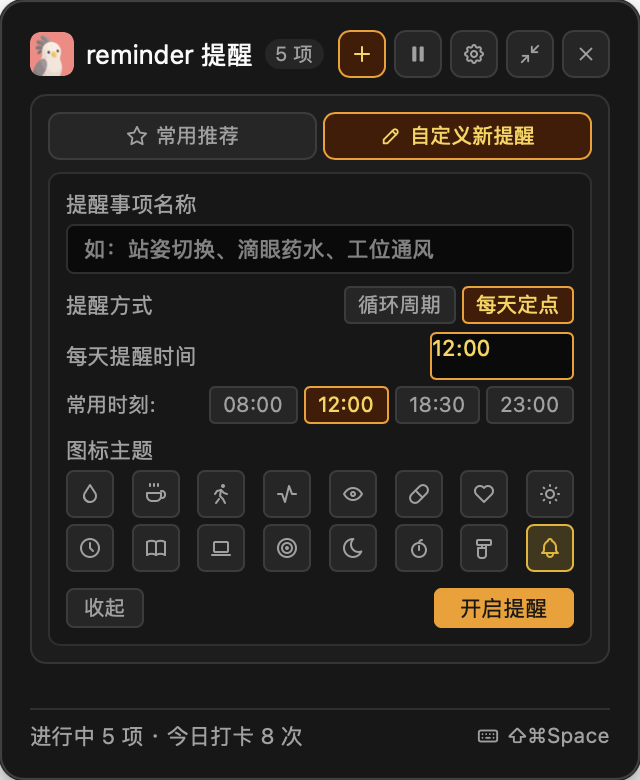 reminder 提醒 5 项
常用推荐 自定义新提醒
提醒事项名称
如：站姿切换、滴眼药水、工位通风
提醒方式 循环周期 每天定点
每天提醒时间 12:00
常用时刻: 08:00 12:00 18:30 23:00
图标主题
收起 开启提醒
进行中 5 项 · 今日打卡 8 次 ⇧⌘Space